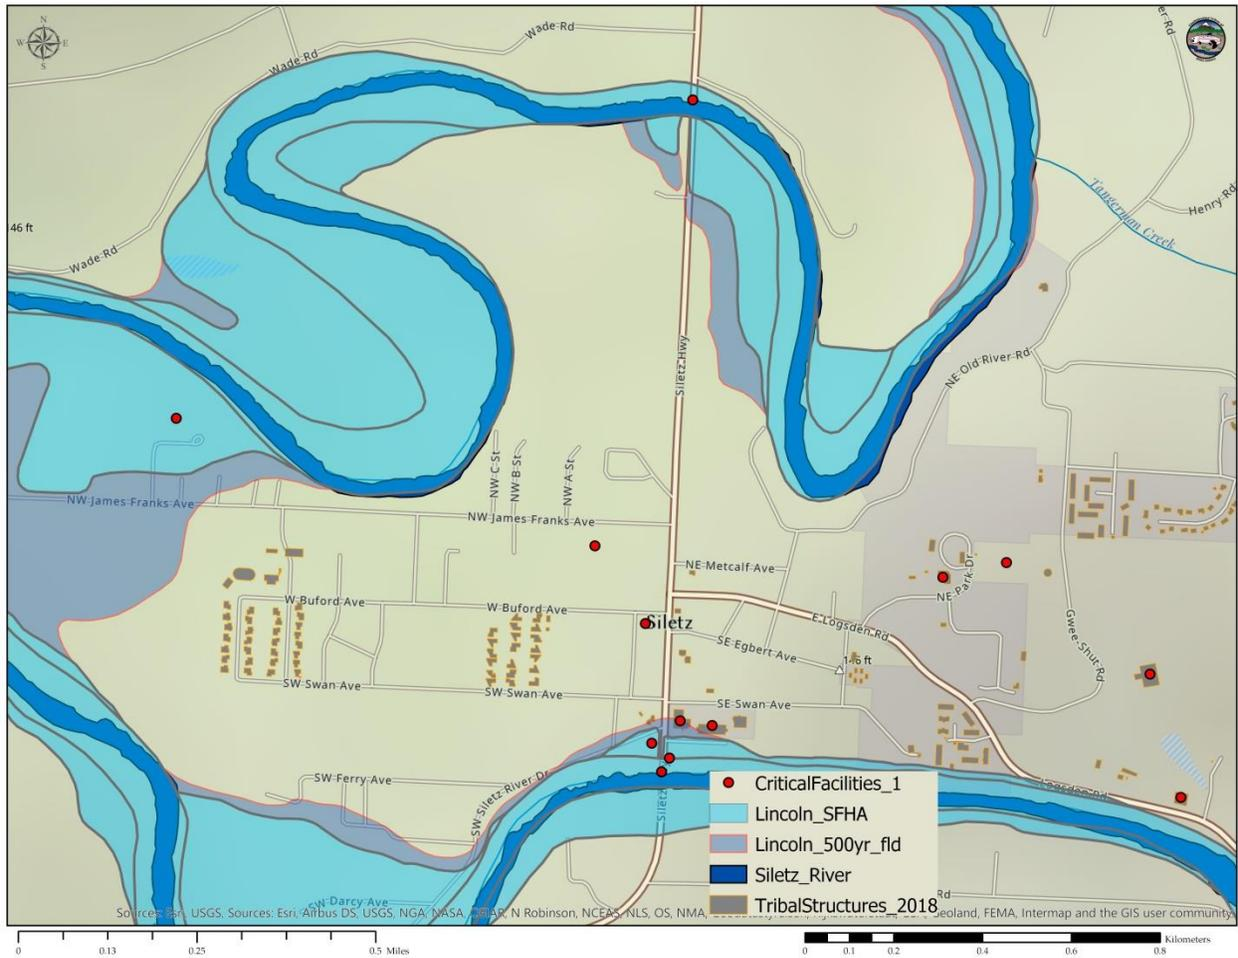 N
W
E
S
Wade Rd
Wade Rd
er Rd
Tangerman Creek
Henry Rd
46 ft
Wade Rd
Siletz Hwy
NE Old River Rd
NW C St
NW B St
NW A St
NW James Franks Ave
NW James Franks Ave
NE Metcalf Ave
NE Park Dr
W Buford Ave
W Buford Ave
Siletz
E Logsden Rd
SE Egbert Ave
Gwee-Shut Rd
SW Swan Ave
SW Swan Ave
SE Swan Ave
SW Ferry Ave
SW Siletz River Dr
Siletz
Logsden Rd
CriticalFacilities_1
Lincoln_SFHA
Lincoln_500yr_fld
Siletz_River
TribalStructures_2018
Rd
SW Darcy Ave
Sources: Esri, USGS. Sources: Esri, Airbus DS, USGS, NGA, NASA, CGIAR, N Robinson, NCEAS, NLS, OS, NMA, Geoland, FEMA, Intermap and the GIS user community
0 0.13 0.25 0.5 Miles
0 0.1 0.2 0.4 0.6 0.8 Kilometers